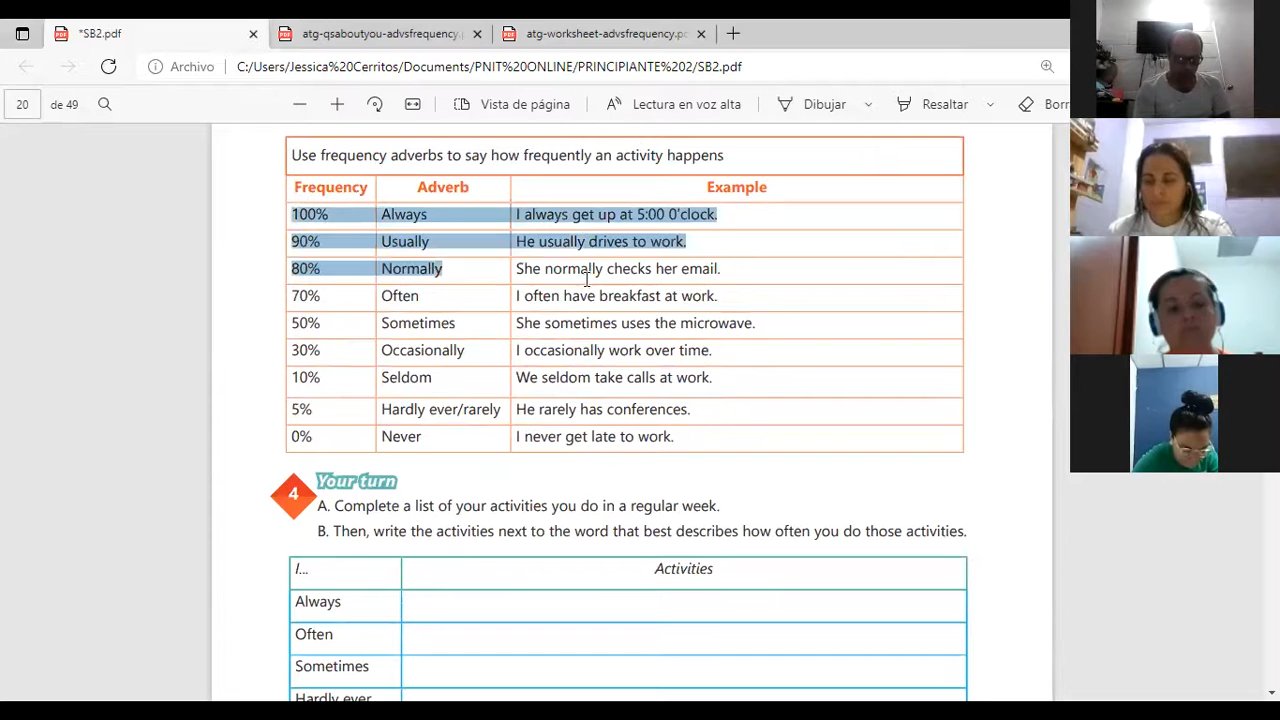 *SB2.pdf
atg-qsaboutyou-advsfrequency.
atg-worksheet-advsfrequency.pc
Archivo
C:/Users/Jessica%20Cerritos/Documents/PNIT%20ONLINE/PRINCIPIANTE%202/SB2.pdf
20 de 49
Vista de página
Lectura en voz alta
Dibujar
Resaltar
Borr
Use frequency adverbs to say how frequently an activity happens
Frequency Adverb Example
100% Always I always get up at 5:00 0'clock.
90% Usually He usually drives to work.
80% Normally She normally checks her email.
70% Often I often have breakfast at work.
50% Sometimes She sometimes uses the microwave.
30% Occasionally I occasionally work over time.
10% Seldom We seldom take calls at work.
5% Hardly ever/rarely He rarely has conferences.
0% Never I never get late to work.
4 Your turn
A. Complete a list of your activities you do in a regular week.
B. Then, write the activities next to the word that best describes how often you do those activities.
I... Activities
Always
Often
Sometimes
Hardly ever